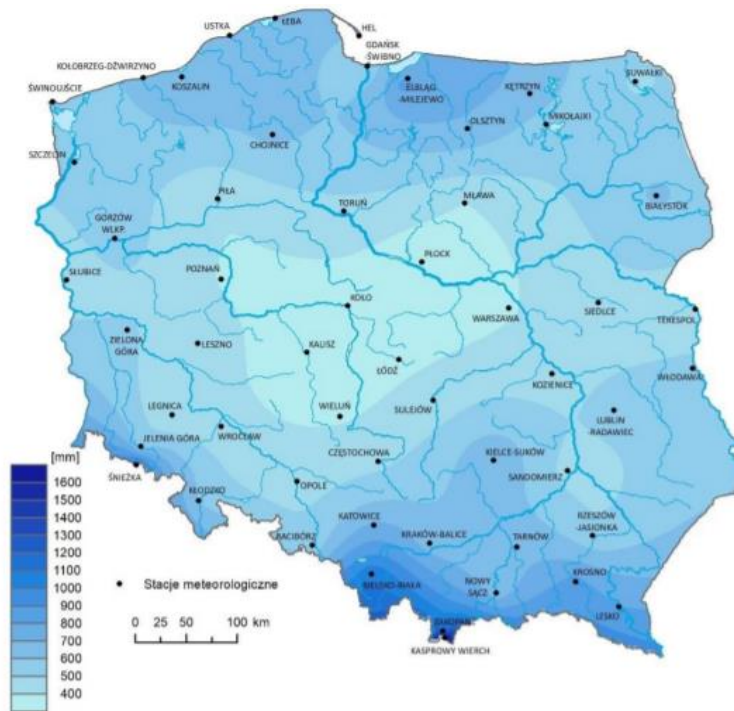 ŁEBA
USTKA
HEL
GDAŃSK
ŚWIBNO
KOŁOBRZEG-DŹWIRZYNO
KOSZALIN
ELBLĄG
-MILEJEWO
KĘTRZYN
SUWAŁKI
ŚWINOUJŚCIE
OLSZTYN
MIKOŁAJKI
CHOJNICE
SZCZECIN
PIŁA
TORUŃ
MŁAWA
BIAŁYSTOK
GORZÓW
WLKP.
PŁOCK
SŁUBICE
POZNAŃ
KOŁO
WARSZAWA
SIEDLCE
TERESPOL
ZIELONA
GÓRA
LESZNO
KALISZ
ŁÓDŹ
WŁODAWA
KOZIENICE
LEGNICA
WIELUŃ
SULEJÓW
LUBLIN
-RADAWIEC
WROCŁAW
JELENIA GÓRA
[mm]
CZĘSTOCHOWA
KIELCE-SUKÓW
SANDOMIERZ
ŚNIEŻKA
1600
1500
1400
1300
1200
1100
1000
900
800
700
600
500
400
KŁODZKO
OPOLE
KATOWICE
RZESZÓW
-JASIONKA
RACIBÓRZ
KRAKÓW-BALICE
TARNÓW
BIELSKO-BIAŁA
NOWY
SĄCZ
KROSNO
LESKO
Stacje meteorologiczne
0 25 50 100 km
ZAKOPANE
KASPROWY WIERCH